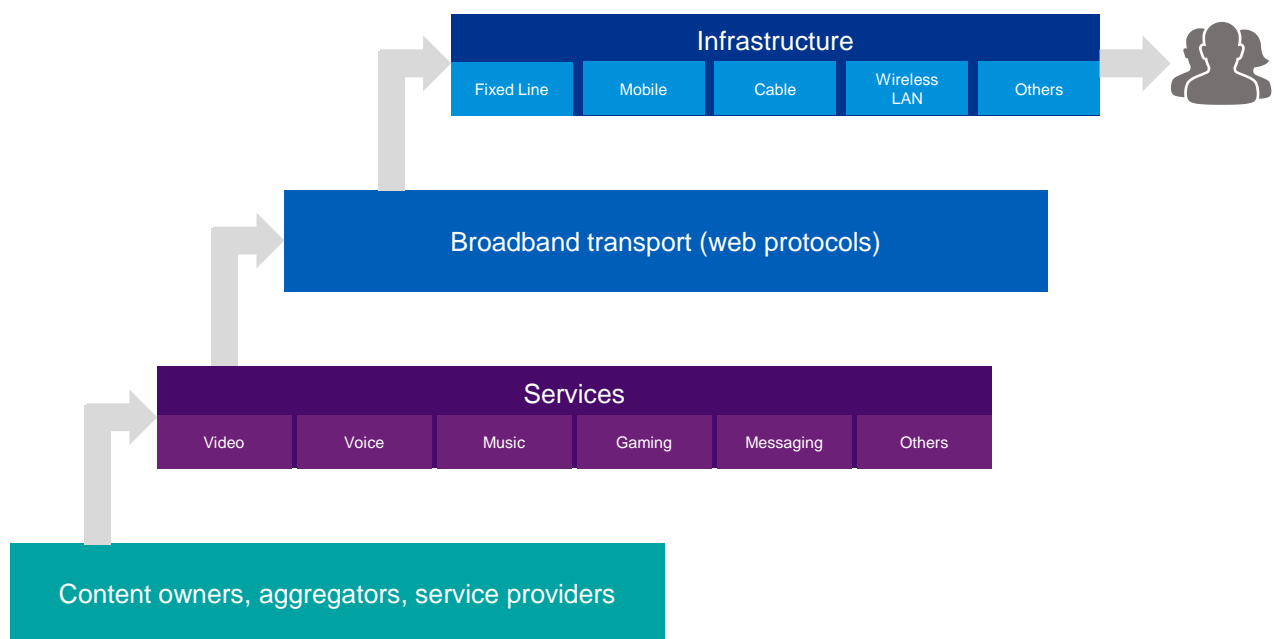 Infrastructure
Fixed Line
Mobile
Cable
Wireless
LAN
Others
Broadband transport (web protocols)
Services
Video
Voice
Music
Gaming
Messaging
Others
Content owners, aggregators, service providers